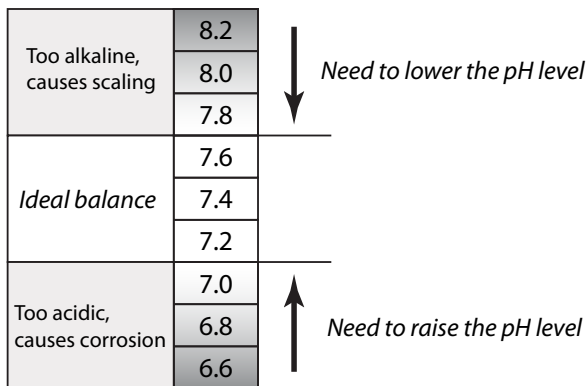 Too alkaline,
causes scaling
8.2
8.0
7.8
Need to lower the pH level
Ideal balance
7.6
7.4
7.2
Too acidic,
causes corrosion
7.0
6.8
6.6
Need to raise the pH level